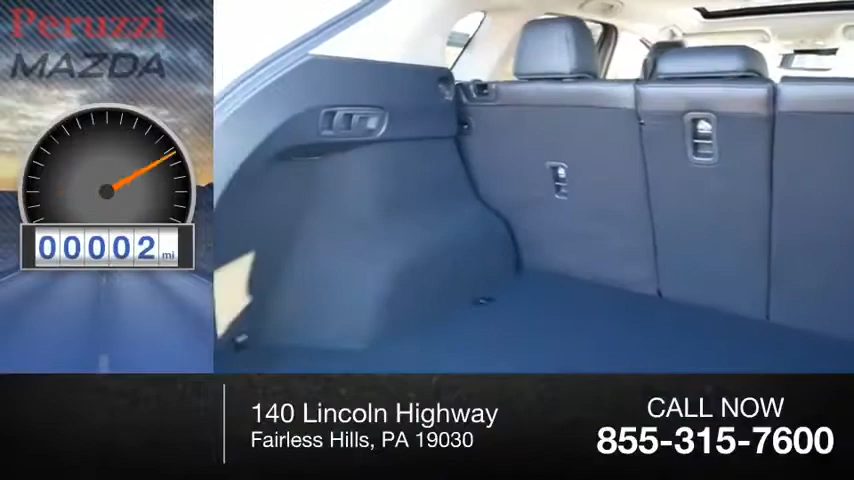 Peruzzi
MAZDA
00002 mi
140 Lincoln Highway
Fairless Hills, PA 19030
CALL NOW
855-315-7600